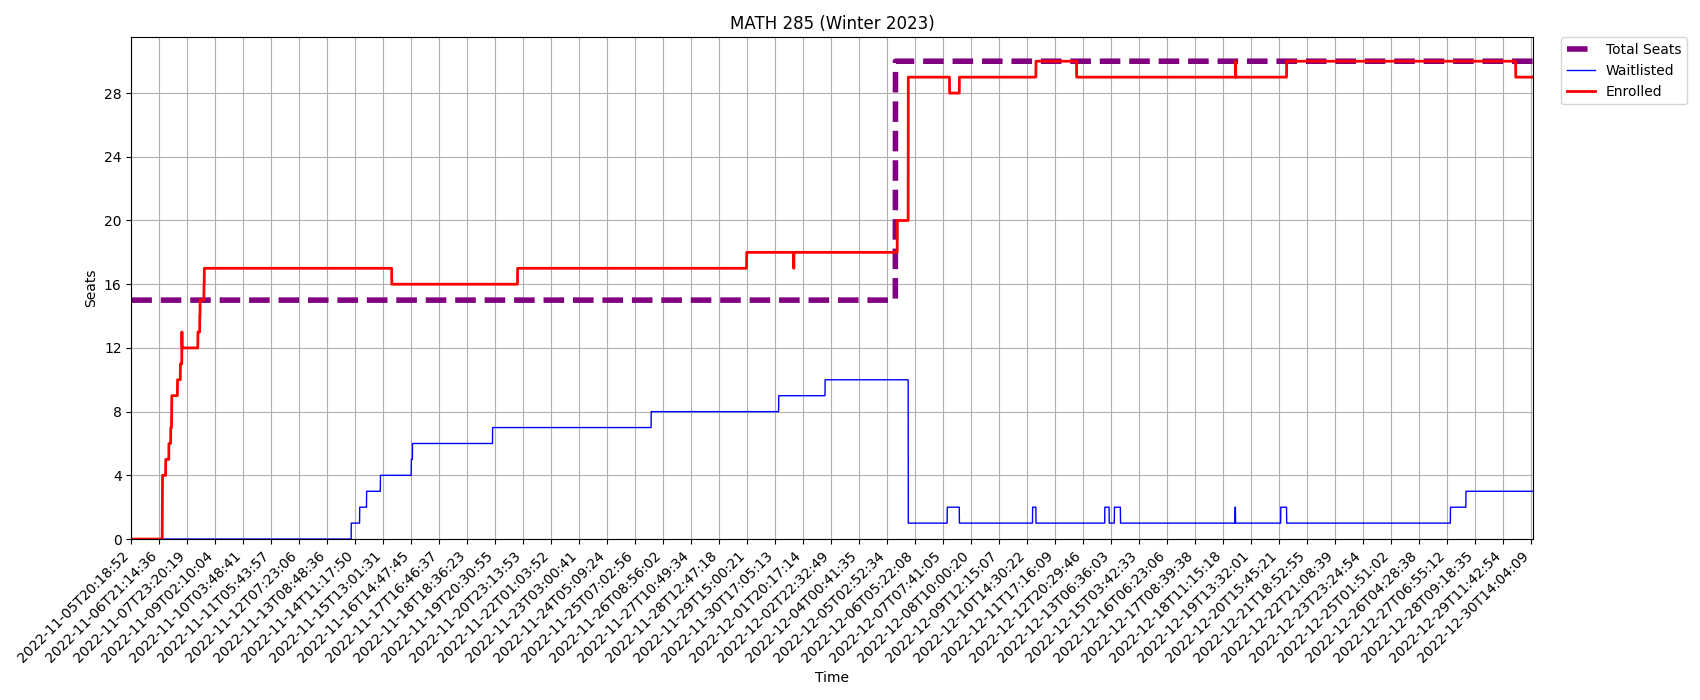 MATH 285 (Winter 2023)
Total Seats
Waitlisted
Enrolled
Seats
28
24
20
16
12
8
4
0
2022-11-05T20:18:52
2022-11-06T21:14:36
2022-11-07T23:20:19
2022-11-09T02:10:04
2022-11-10T03:48:41
2022-11-11T05:43:57
2022-11-12T07:23:06
2022-11-13T08:48:36
2022-11-14T11:17:50
2022-11-15T13:01:31
2022-11-16T14:47:45
2022-11-17T16:46:37
2022-11-18T18:36:23
2022-11-19T20:30:55
2022-11-20T22:13:53
2022-11-22T01:03:52
2022-11-23T03:00:41
2022-11-24T05:09:24
2022-11-25T07:02:56
2022-11-26T08:56:02
2022-11-27T10:49:34
2022-11-28T12:47:18
2022-11-29T15:00:21
2022-11-30T17:05:13
2022-12-01T20:17:14
2022-12-02T22:32:49
2022-12-04T00:41:35
2022-12-05T02:52:34
2022-12-06T05:22:08
2022-12-07T07:41:05
2022-12-08T10:00:20
2022-12-09T12:15:07
2022-12-10T14:30:22
2022-12-11T17:16:09
2022-12-12T20:29:46
2022-12-13T06:36:03
2022-12-15T03:42:33
2022-12-16T06:23:06
2022-12-17T08:39:38
2022-12-18T11:15:18
2022-12-19T13:32:01
2022-12-20T15:45:21
2022-12-21T18:52:55
2022-12-22T21:08:39
2022-12-23T23:24:54
2022-12-25T01:51:02
2022-12-26T04:28:38
2022-12-27T06:55:12
2022-12-28T09:18:35
2022-12-29T11:42:54
2022-12-30T14:04:09
Time